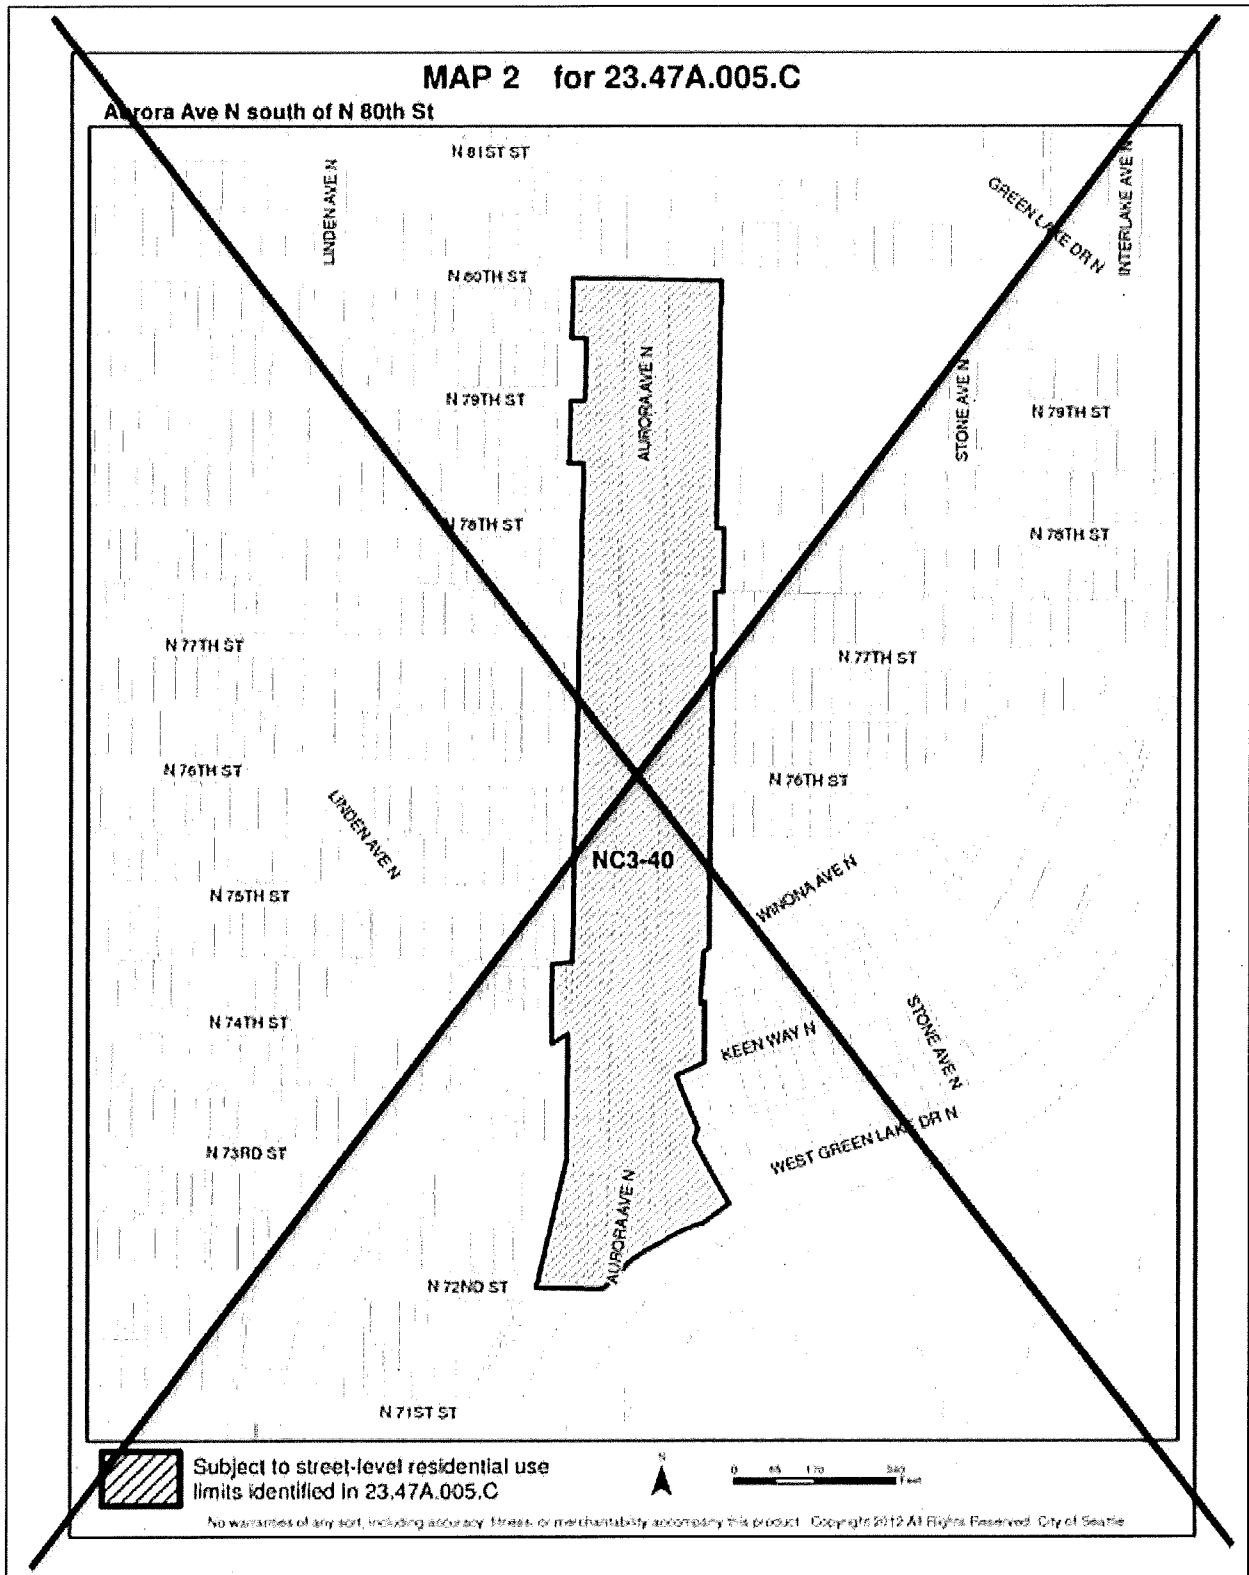 MAP 2 for 23.47A.005.C
Aurora Ave N south of N 80th St
N 81ST ST
LINDEN AVE N
GREEN LAKE DR N
INTERLAKE AVE N
N 80TH ST
AURORA AVE N
N 79TH ST
STONE AVE N
N 79TH ST
N 78TH ST
N 78TH ST
N 77TH ST
N 77TH ST
N 76TH ST
N 76TH ST
LINDEN AVE N
NC3-40
WINONA AVE N
N 75TH ST
N 74TH ST
KEEN WAY N
STONE AVE N
N 73RD ST
WEST GREEN LAKE DR N
AURORA AVE N
N 72ND ST
N 71ST ST
Subject to street-level residential use
limits identified in 23.47A.005.C
N
0 85 170 340
Feet
No warranties of any sort, including accuracy, fitness, or merchantability accompany this product. Copyright 2012 All Rights Reserved. City of Seattle